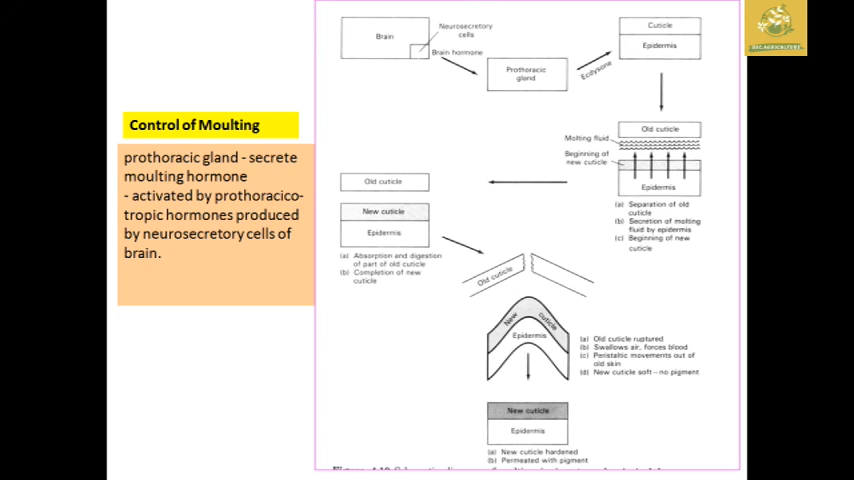 Brain
Neurosecretory
cells
Brain hormone
Prothoracic
gland
Ecdysone
Cuticle
Epidermis
BSC.AGRICULTURE
Control of Moulting
prothoracic gland - secrete
moulting hormone
- activated by prothoracico-
tropic hormones produced
by neurosecretory cells of
brain.
Old cuticle
Molting fluid
Beginning of
new cuticle
Epidermis
(a) Separation of old
cuticle
(b) Secretion of molting
fluid by epidermis
(c) Beginning of new
cuticle
Old cuticle
New cuticle
Epidermis
(a) Absorption and digestion
of part of old cuticle
(b) Completion of new
cuticle
Old cuticle
New cuticle
Epidermis
(a) Old cuticle ruptured
(b) Swallows air, forces blood
(c) Peristaltic movements out of
old skin
(d) New cuticle soft—no pigment
New cuticle
Epidermis
(a) New cuticle hardened
(b) Permeated with pigment